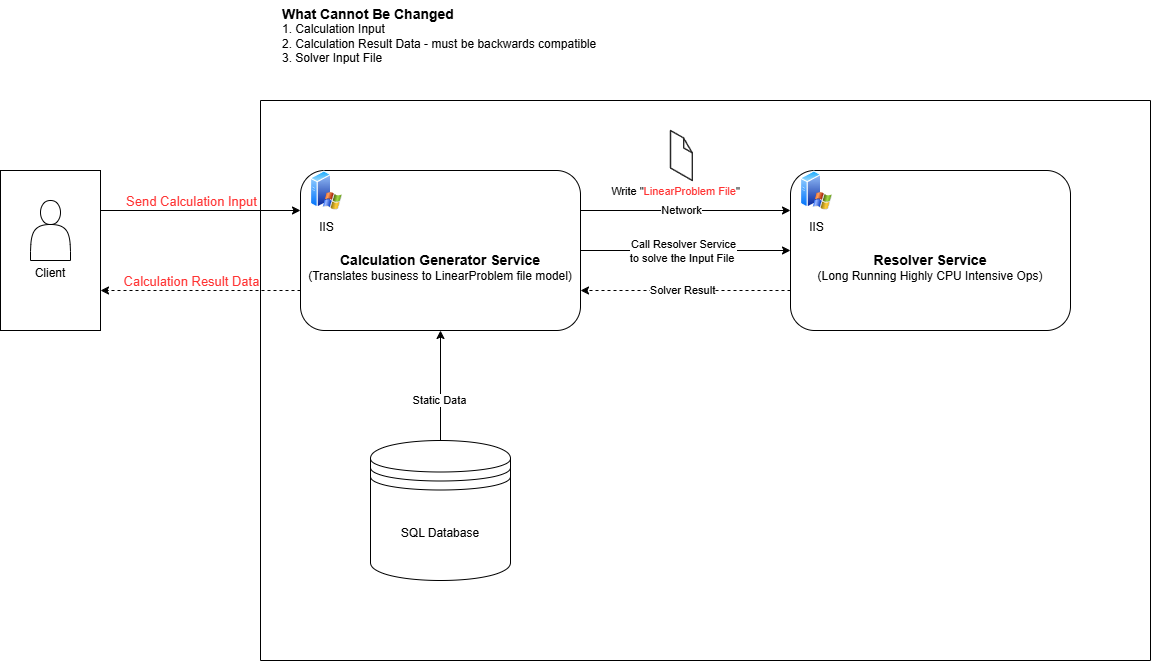 What Cannot Be Changed
1. Calculation Input
2. Calculation Result Data - must be backwards compatible
3. Solver Input File
Write "LinearProblem File"
Send Calculation Input
Network
IIS
IIS
Call Resolver Service
to solve the Input File
Calculation Generator Service
(Translates business to LinearProblem file model)
Resolver Service
(Long Running Highly CPU Intensive Ops)
Client
Calculation Result Data
Solver Result
Static Data
SQL Database